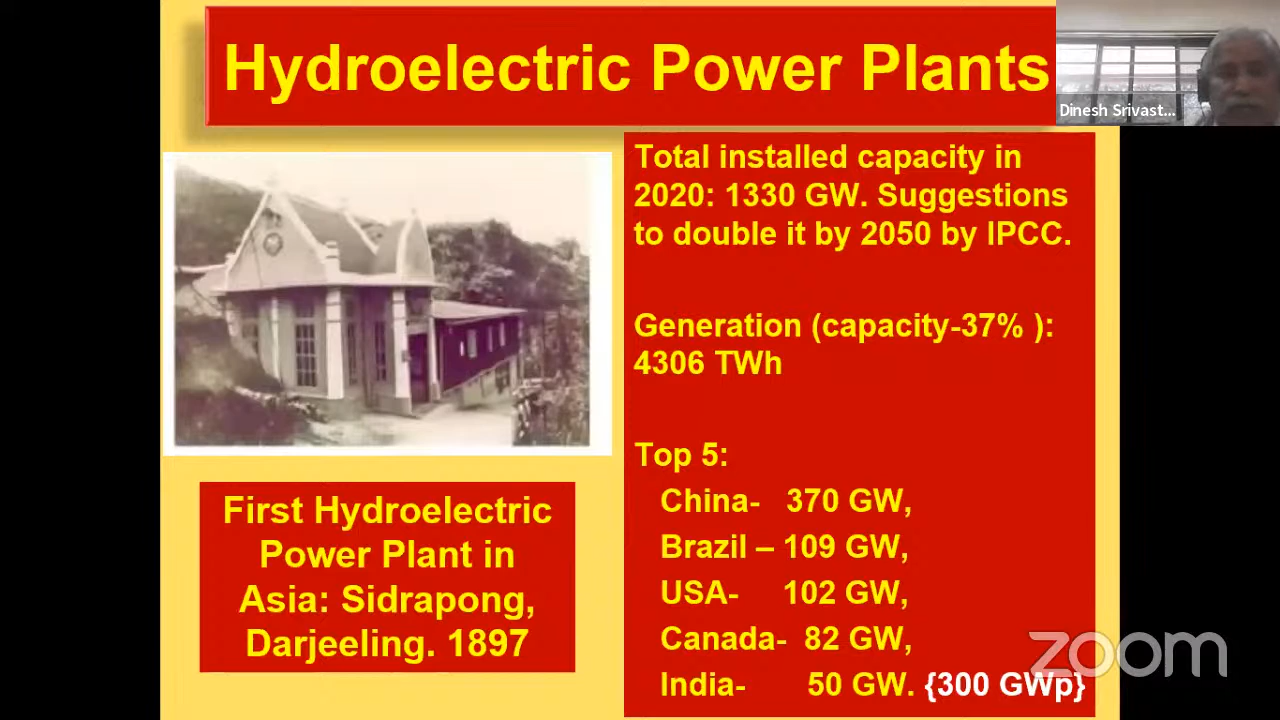 Hydroelectric Power Plants
Dinesh Srivast...
Total installed capacity in
2020: 1330 GW. Suggestions
to double it by 2050 by IPCC.
Generation (capacity-37% ):
4306 TWh
Top 5:
China- 370 GW,
Brazil – 109 GW,
USA- 102 GW,
Canada- 82 GW,
India- 50 GW. {300 GWp}
First Hydroelectric
Power Plant in
Asia: Sidrapong,
Darjeeling. 1897
zoom